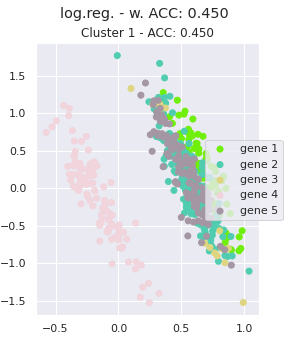 log.reg. - w. ACC: 0.450
Cluster 1 - ACC: 0.450
1.5
1.0
0.5
0.0
−0.5
−1.0
−1.5
gene 1
gene 2
gene 3
gene 4
gene 5
−0.5 0.0 0.5 1.0